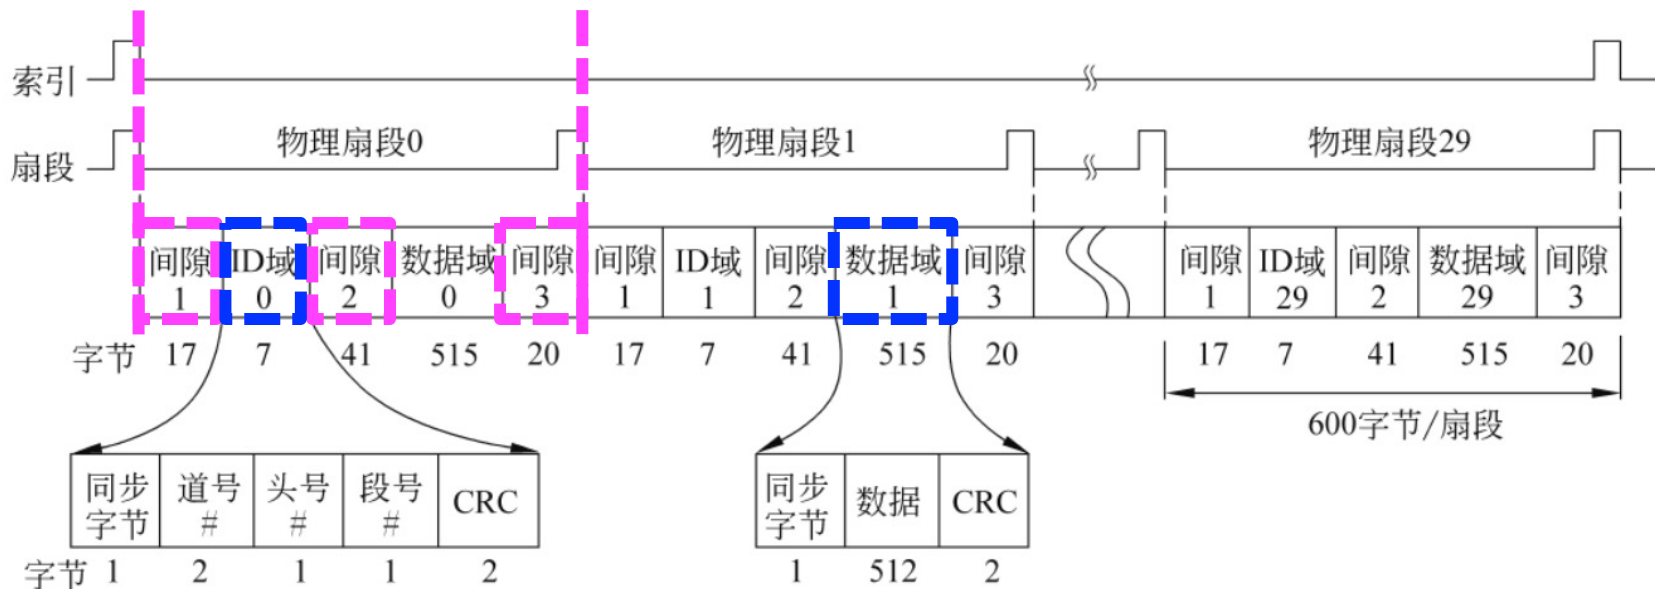 索引
扇段
物理扇段0 物理扇段1 物理扇段29
间隙 1 ID域 0 间隙 2 数据域 0 间隙 3 间隙 1 ID域 1 间隙 2 数据域 1 间隙 3 间隙 1 ID域 29 间隙 2 数据域 29 间隙 3
字节 17 7 41 515 20 17 7 41 515 20 17 7 41 515 20
600字节/扇段
同步字节 道号# 头号# 段号# CRC 同步字节 数据 CRC
字节 1 2 1 1 2 1 512 2